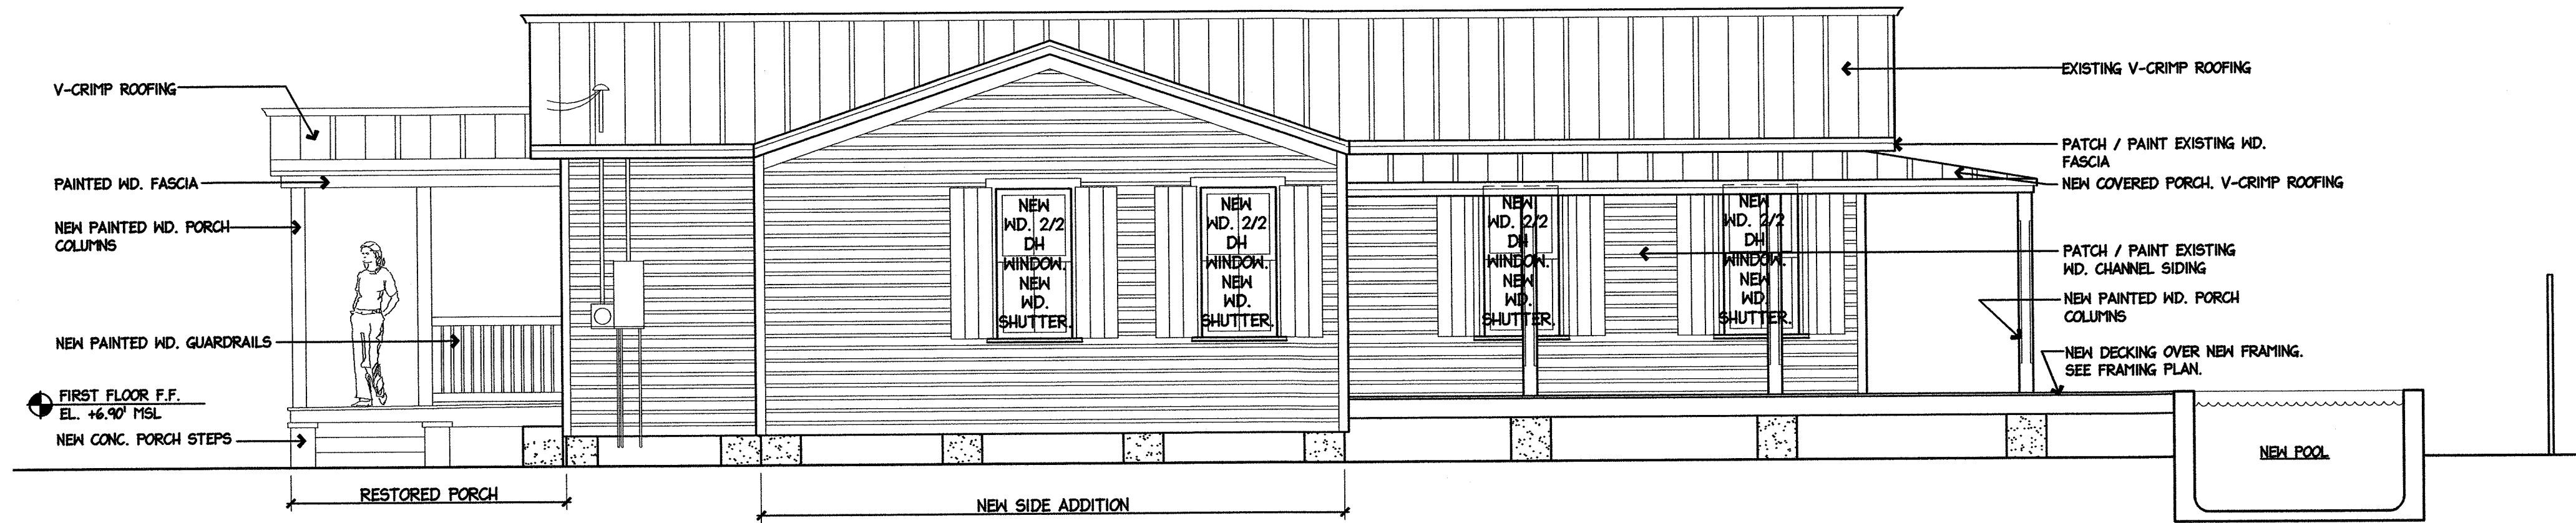 V-CRIMP ROOFING
PAINTED WD. FASCIA
NEW PAINTED WD. PORCH
COLUMNS
NEW PAINTED WD. GUARDRAILS
FIRST FLOOR F.F.
EL. +6.90' MSL
NEW CONC. PORCH STEPS
RESTORED PORCH
NEW SIDE ADDITION
NEW
WD. 2/2
DH
WINDOW.
NEW
WD.
SHUTTER.
NEW
WD. 2/2
DH
WINDOW.
NEW
WD.
SHUTTER.
NEW
WD. 2/2
DH
WINDOW.
NEW
WD.
SHUTTER.
NEW
WD. 2/2
DH
WINDOW.
NEW
WD.
SHUTTER.
EXISTING V-CRIMP ROOFING
PATCH / PAINT EXISTING WD.
FASCIA
NEW COVERED PORCH. V-CRIMP ROOFING
PATCH / PAINT EXISTING
WD. CHANNEL SIDING
NEW PAINTED WD. PORCH
COLUMNS
NEW DECKING OVER NEW FRAMING.
SEE FRAMING PLAN.
NEW POOL